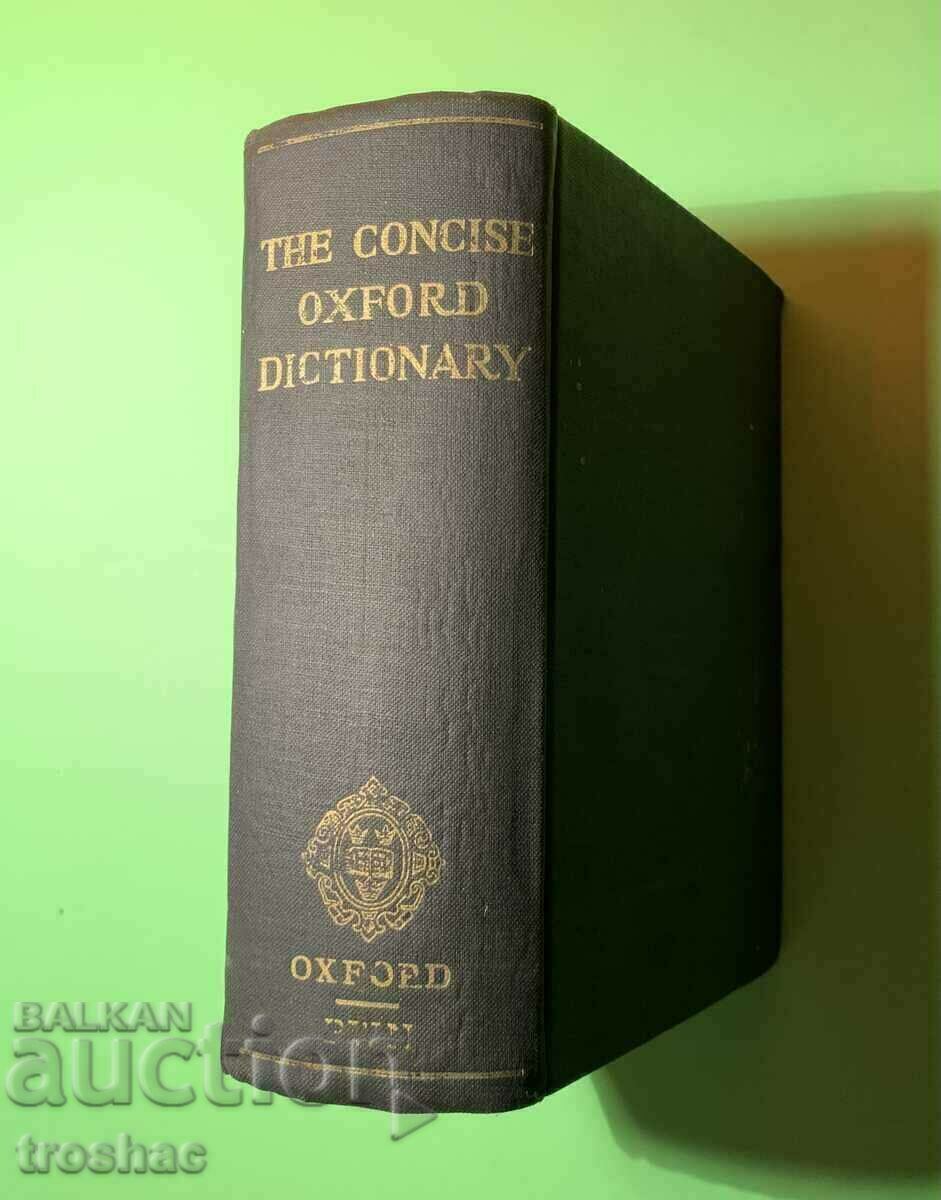 THE CONCISE
OXFORD
DICTIONARY
OXFORD
BALKAN
auction
troshac